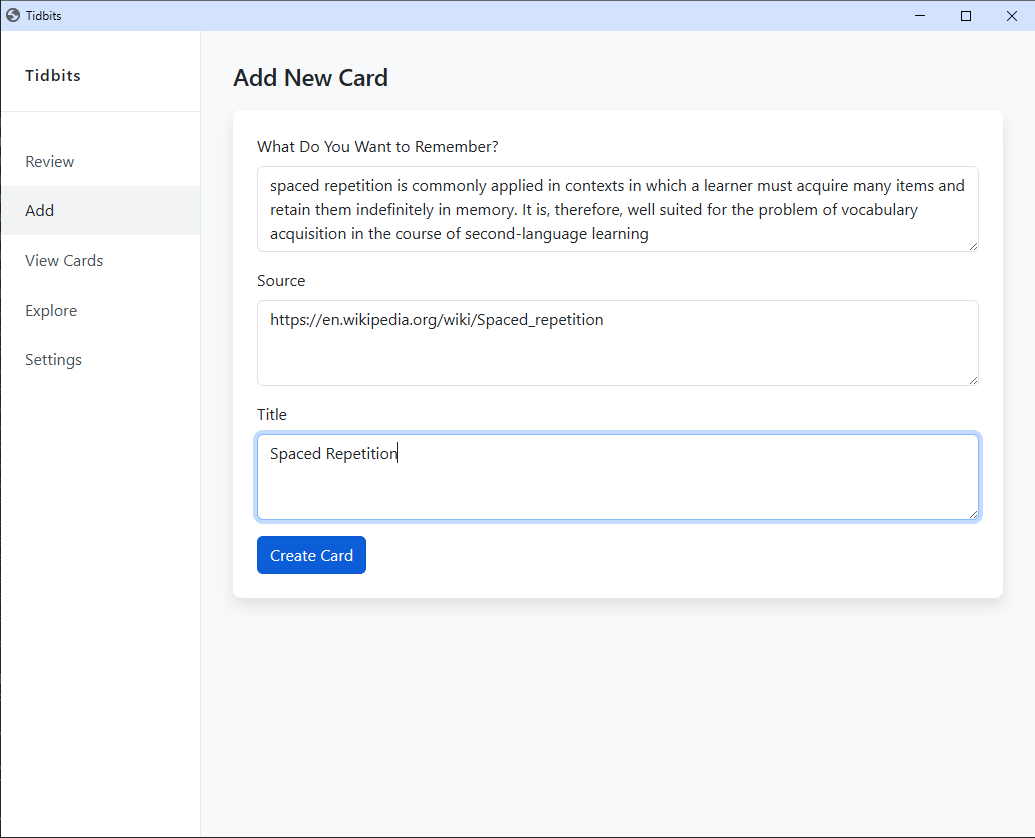 Tidbits
Tidbits
Review
Add
View Cards
Explore
Settings
Add New Card
What Do You Want to Remember?
spaced repetition is commonly applied in contexts in which a learner must acquire many items and
retain them indefinitely in memory. It is, therefore, well suited for the problem of vocabulary
acquisition in the course of second-language learning
Source
https://en.wikipedia.org/wiki/Spaced_repetition
Title
Spaced Repetition
Create Card